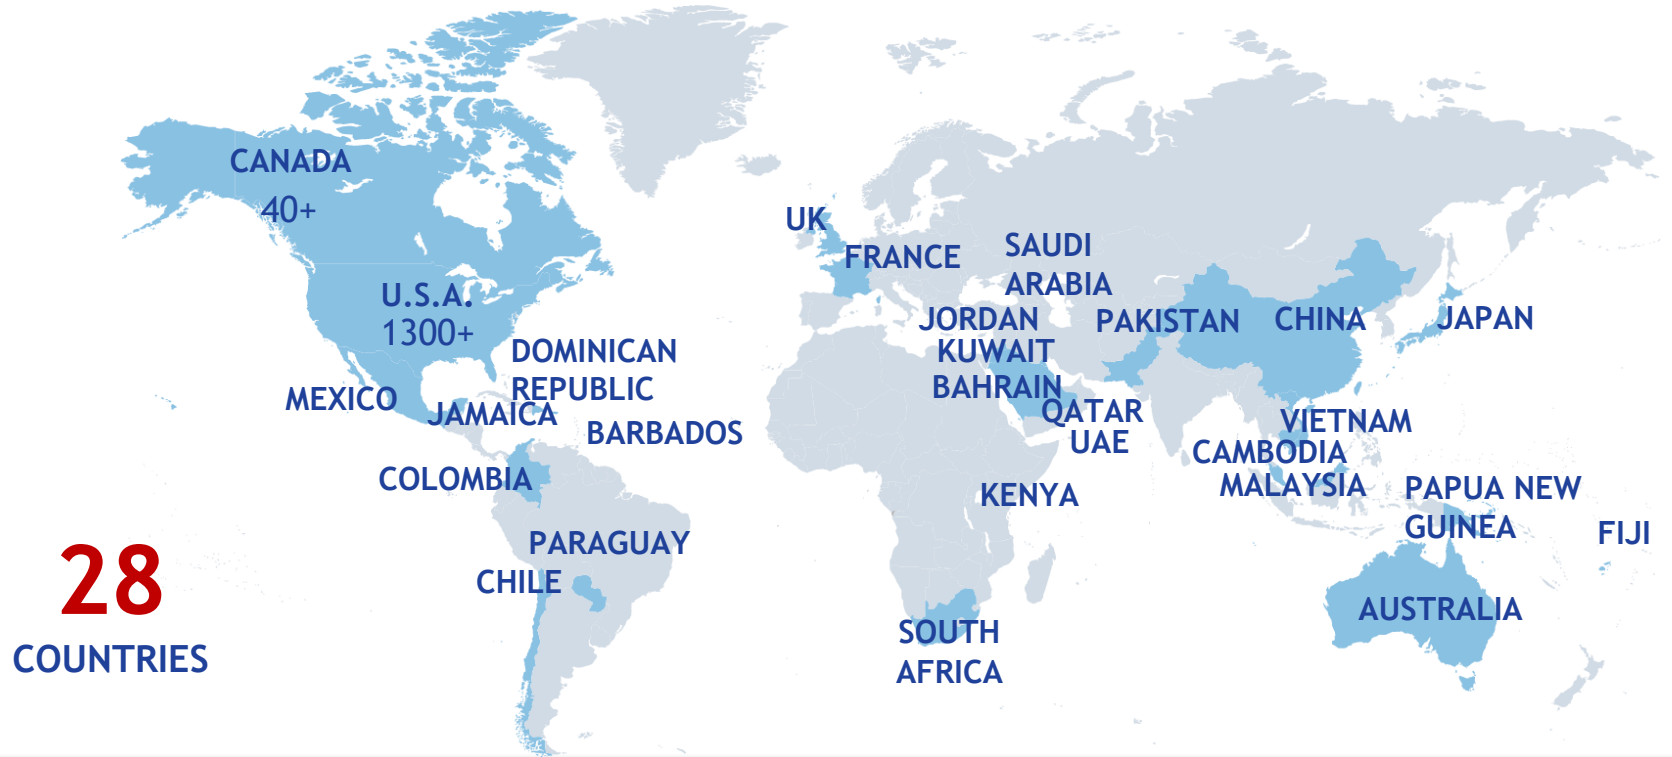 CANADA
40+
U.S.A.
1300+
MEXICO
DOMINICAN
REPUBLIC
JAMAICA
BARBADOS
COLOMBIA
PARAGUAY
CHILE
28
COUNTRIES
UK
FRANCE
SAUDI
ARABIA
JORDAN
KUWAIT
BAHRAIN
QATAR
UAE
KENYA
SOUTH
AFRICA
PAKISTAN
CHINA
JAPAN
VIETNAM
CAMBODIA
MALAYSIA
PAPUA NEW
GUINEA
FIJI
AUSTRALIA